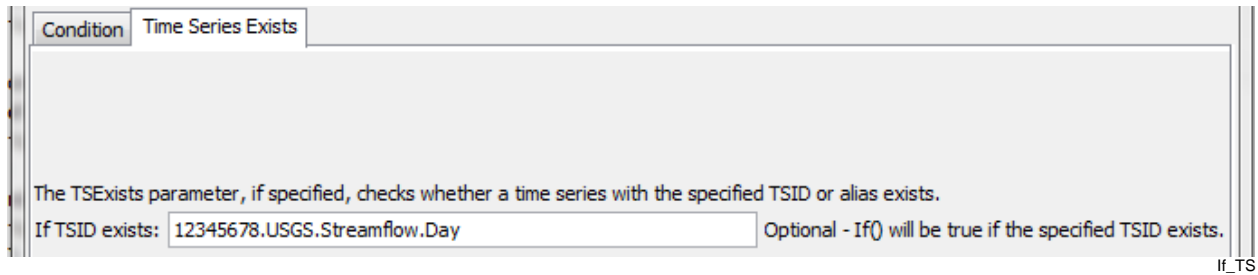 Condition Time Series Exists
The TSExists parameter, if specified, checks whether a time series with the specified TSID or alias exists.
If TSID exists: 12345678.USGS.Streamflow.Day Optional - If() will be true if the specified TSID exists.
If_TS